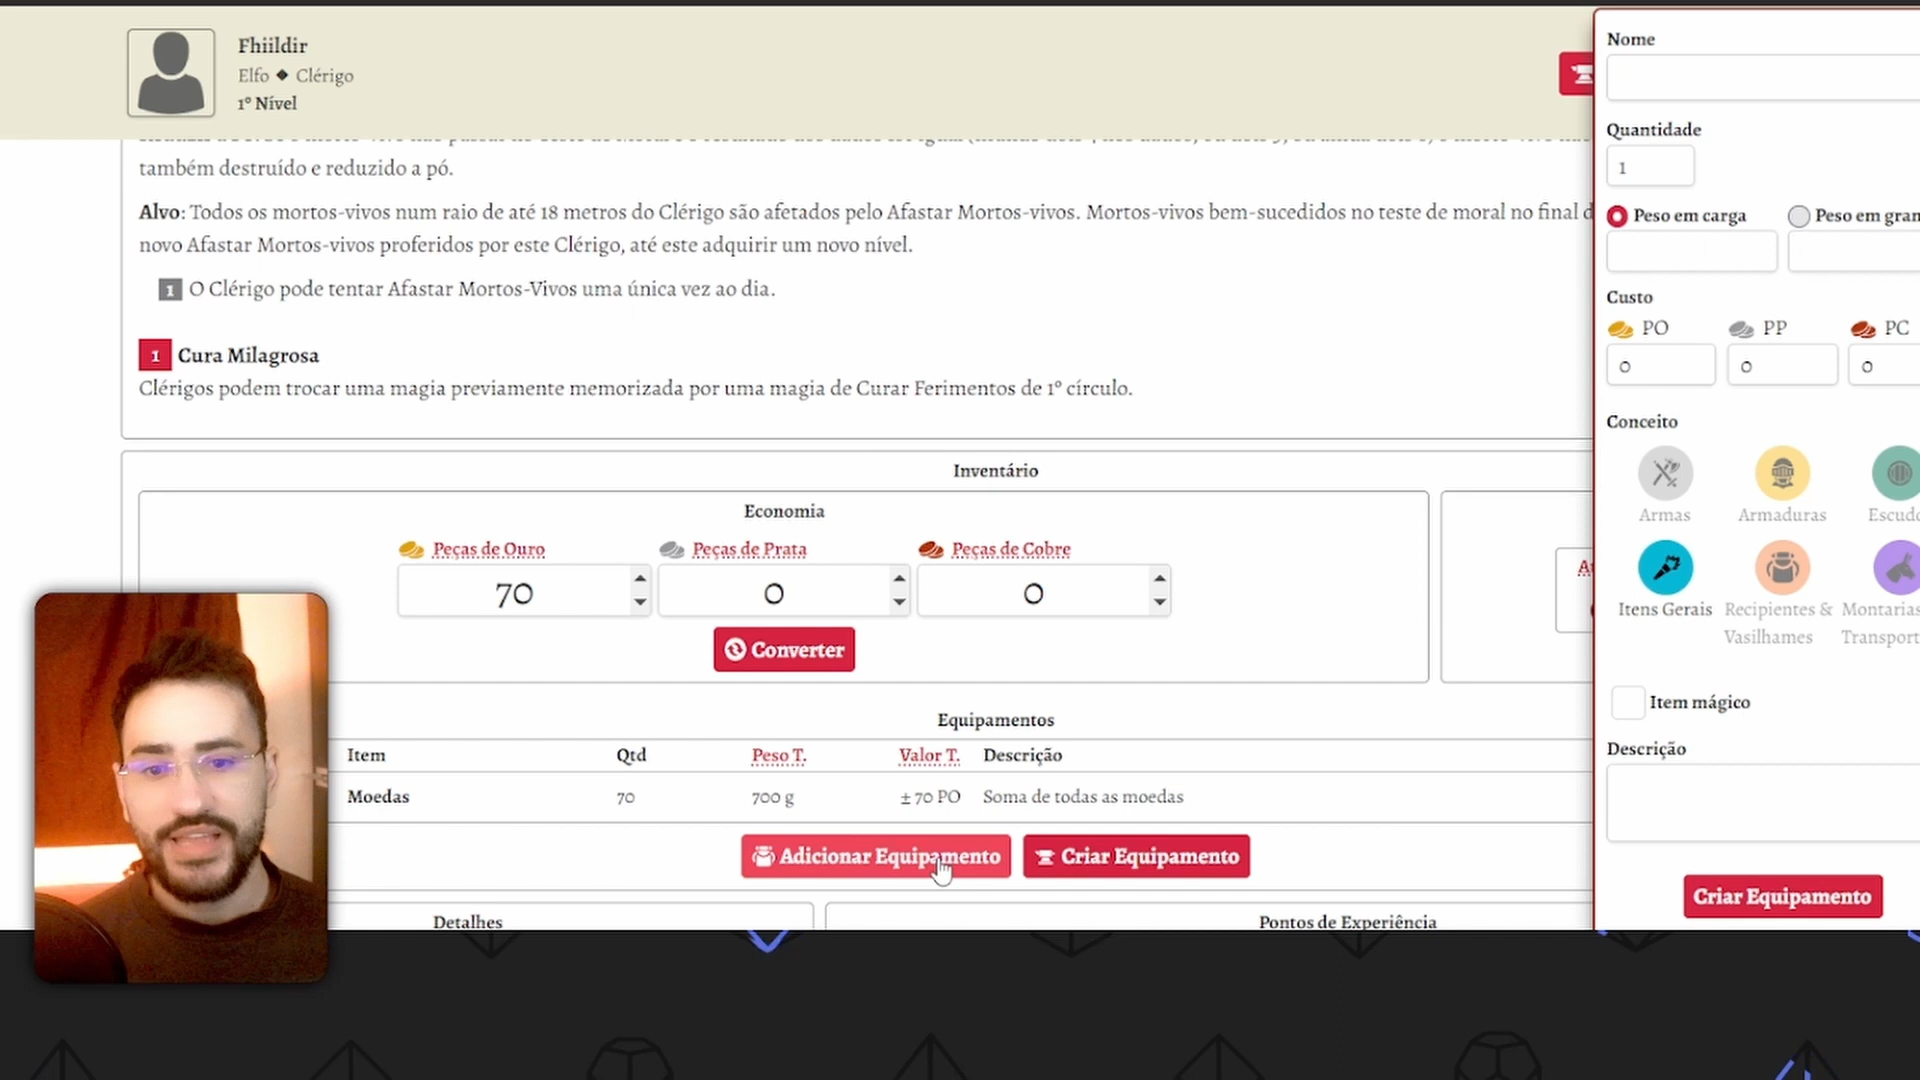 Fhiildir
Elfo ◆ Clérigo
1º Nível
também destruído e reduzido a pó.
Alvo: Todos os mortos-vivos num raio de até 18 metros do Clérigo são afetados pelo Afastar Mortos-vivos. Mortos-vivos bem-sucedidos no teste de moral no final d
novo Afastar Mortos-vivos proferidos por este Clérigo, até este adquirir um novo nível.
1 O Clérigo pode tentar Afastar Mortos-Vivos uma única vez ao dia.
1 Cura Milagrosa
Clérigos podem trocar uma magia previamente memorizada por uma magia de Curar Ferimentos de 1º círculo.
Inventário
Economia
Peças de Ouro Peças de Prata Peças de Cobre
70 0 0
Converter
Equipamentos
Item Qtd Peso T. Valor T. Descrição
Moedas 70 700 g ± 70 PO Soma de todas as moedas
Adicionar Equipamento Criar Equipamento
Detalhes Pontos de Experiência
Nome
Quantidade
1
Peso em carga Peso em gran
Custo
PO PP PC
0 0 0
Conceito
Armas Armaduras Escudo
Itens Gerais Recipientes & Vasilhames Montarias Transport
Item mágico
Descrição
Criar Equipamento